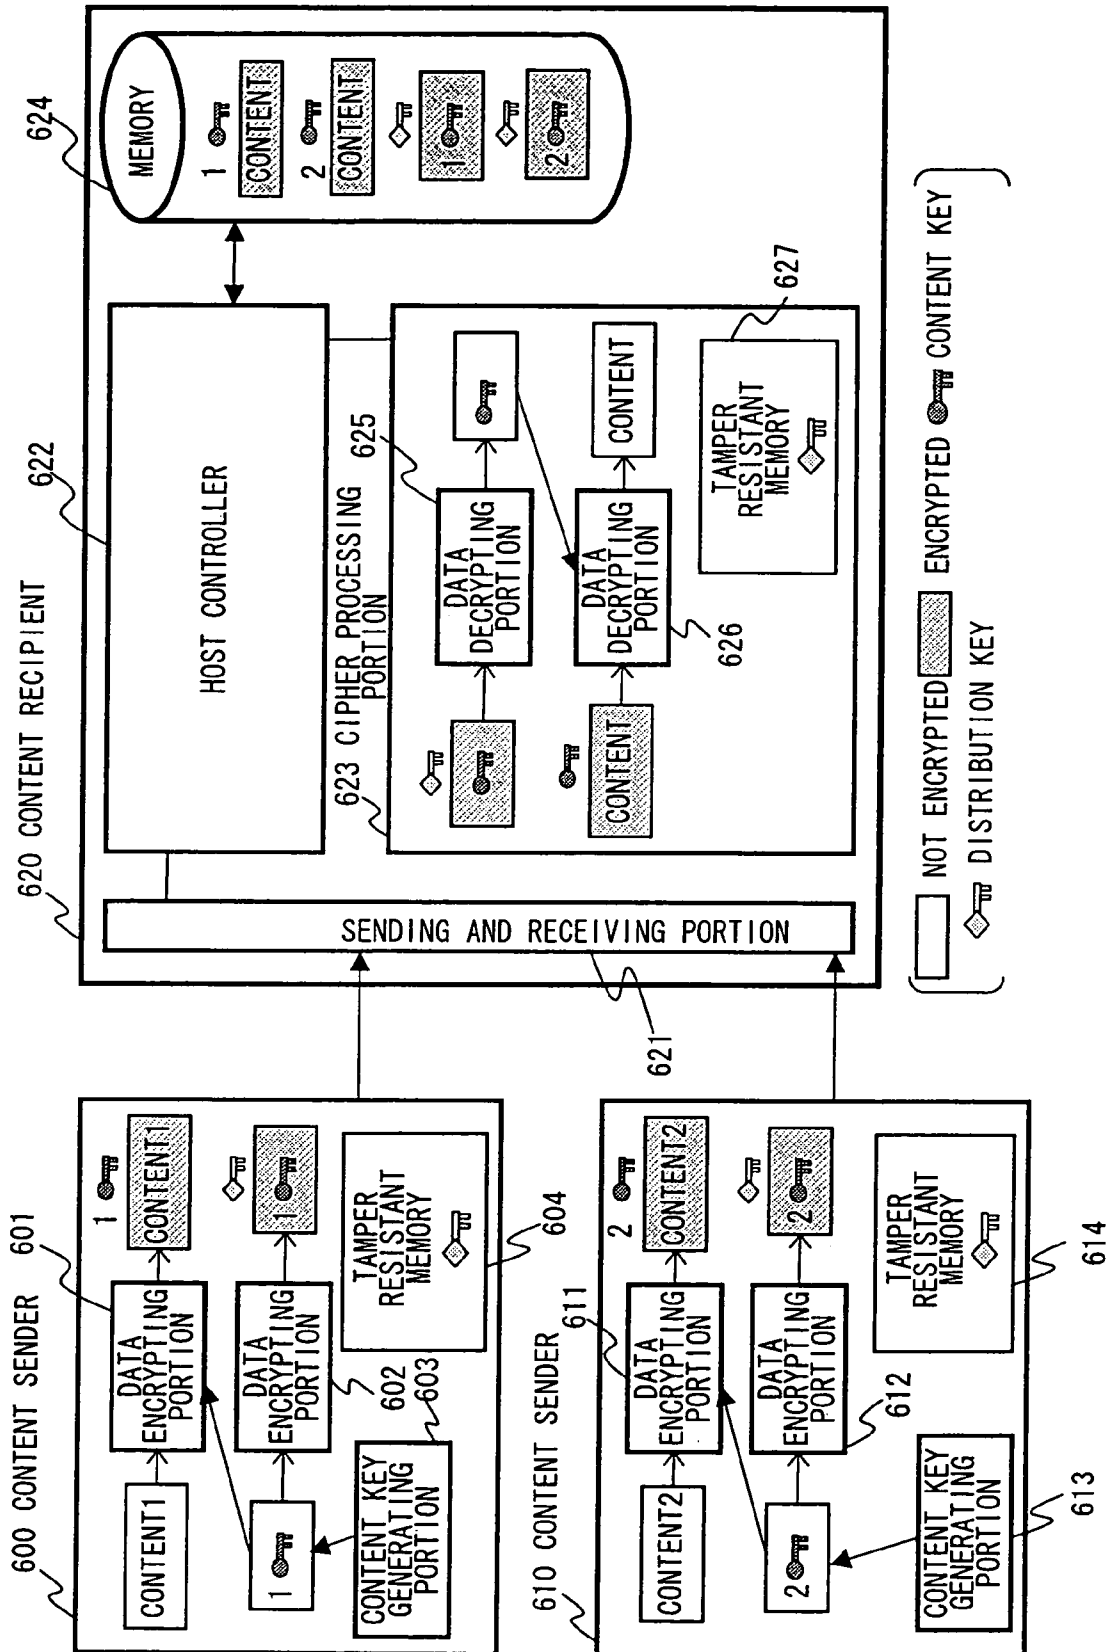 600 CONTENT SENDER
601
CONTENT1
DATA
ENCRYPTING
PORTION
1
CONTENT1
1
DATA
ENCRYPTING
PORTION
602
1
603
CONTENT KEY
GENERATING
PORTION
TAMPER
RESISTANT
MEMORY
604
610 CONTENT SENDER
611
CONTENT2
DATA
ENCRYPTING
PORTION
2
CONTENT2
2
DATA
ENCRYPTING
PORTION
612
2
CONTENT KEY
GENERATING
PORTION
613
TAMPER
RESISTANT
MEMORY
614
620 CONTENT RECIPIENT
SENDING AND RECEIVING PORTION
621
622
HOST CONTROLLER
624
MEMORY
1
CONTENT
2
CONTENT
1
2
623 CIPHER PROCESSING
PORTION
625
DATA
DECRYPTING
PORTION
CONTENT
DATA
DECRYPTING
PORTION
626
CONTENT
TAMPER
RESISTANT
MEMORY
627
NOT ENCRYPTED
ENCRYPTED
CONTENT KEY
DISTRIBUTION KEY